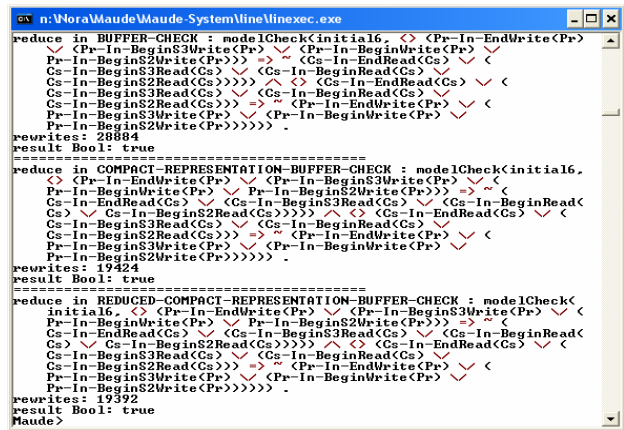 n:\Nora\Maude\Maude-System\line\linexec.exe
reduce in BUFFER-CHECK : modelCheck(initial6, <> (Pr-In-EndWrite(Pr)
\/ (Pr-In-BeginS3Write(Pr) \/ (Pr-In-BeginWrite(Pr) \/
Pr-In-BeginS2Write(Pr))) => ~ (Cs-In-EndRead(Cs) \/ (
Cs-In-BeginS3Read(Cs) \/ (Cs-In-BeginRead(Cs) \/
Cs-In-BeginS2Read(Cs))))) /\ <> (Cs-In-EndRead(Cs) \/ (
Cs-In-BeginS3Read(Cs) \/ (Cs-In-BeginRead(Cs) \/
Cs-In-BeginS2Read(Cs))) => ~ (Pr-In-EndWrite(Pr) \/ (
Pr-In-BeginS3Write(Pr) \/ (Pr-In-BeginWrite(Pr) \/
Pr-In-BeginS2Write(Pr)))))) .
rewrites: 28884
result Bool: true
==========================================
reduce in COMPACT-REPRESENTATION-BUFFER-CHECK : modelCheck(initial6,
<> (Pr-In-EndWrite(Pr) \/ (Pr-In-BeginS3Write(Pr) \/ (
Pr-In-BeginWrite(Pr) \/ Pr-In-BeginS2Write(Pr))) => ~ (
Cs-In-EndRead(Cs) \/ (Cs-In-BeginS3Read(Cs) \/ (Cs-In-BeginRead(
Cs) \/ Cs-In-BeginS2Read(Cs))))) /\ <> (Cs-In-EndRead(Cs) \/ (
Cs-In-BeginS3Read(Cs) \/ (Cs-In-BeginRead(Cs) \/
Cs-In-BeginS2Read(Cs))) => ~ (Pr-In-EndWrite(Pr) \/ (
Pr-In-BeginS3Write(Pr) \/ (Pr-In-BeginWrite(Pr) \/
Pr-In-BeginS2Write(Pr)))))) .
rewrites: 19424
result Bool: true
==========================================
reduce in REDUCED-COMPACT-REPRESENTATION-BUFFER-CHECK : modelCheck(
initial6, <> (Pr-In-EndWrite(Pr) \/ (Pr-In-BeginS3Write(Pr) \/ (
Pr-In-BeginWrite(Pr) \/ Pr-In-BeginS2Write(Pr))) => ~ (
Cs-In-EndRead(Cs) \/ (Cs-In-BeginS3Read(Cs) \/ (Cs-In-BeginRead(
Cs) \/ Cs-In-BeginS2Read(Cs))))) /\ <> (Cs-In-EndRead(Cs) \/ (
Cs-In-BeginS3Read(Cs) \/ (Cs-In-BeginRead(Cs) \/
Cs-In-BeginS2Read(Cs))) => ~ (Pr-In-EndWrite(Pr) \/ (
Pr-In-BeginS3Write(Pr) \/ (Pr-In-BeginWrite(Pr) \/
Pr-In-BeginS2Write(Pr)))))) .
rewrites: 19392
result Bool: true
Maude>